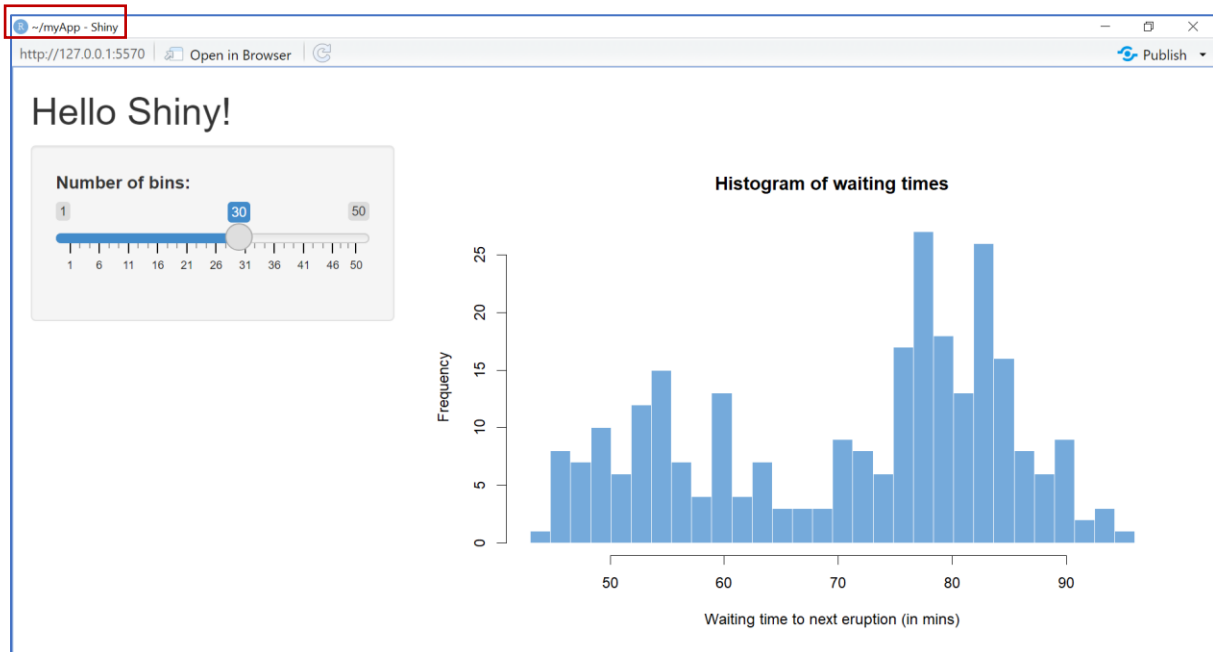 R ~/myApp - Shiny
http://127.0.0.1:5570 Open in Browser Publish
Hello Shiny!
Number of bins:
1 30 50
1 6 11 16 21 26 31 36 41 46 50
Histogram of waiting times
Frequency
25
20
15
10
5
0
50 60 70 80 90
Waiting time to next eruption (in mins)